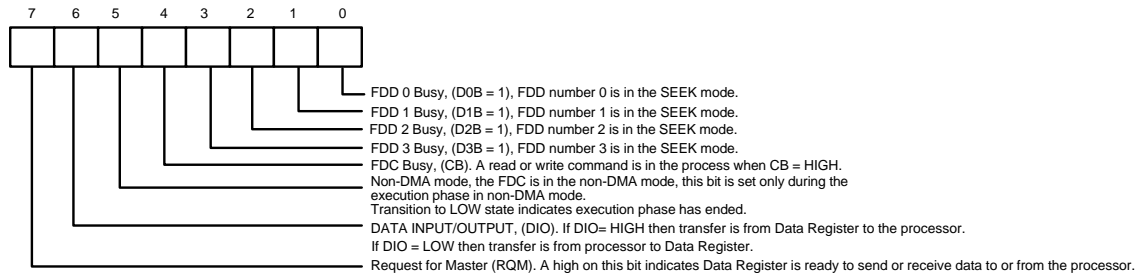 7 6 5 4 3 2 1 0
FDD 0 Busy, (D0B = 1), FDD number 0 is in the SEEK mode.
FDD 1 Busy, (D1B = 1), FDD number 1 is in the SEEK mode.
FDD 2 Busy, (D2B = 1), FDD number 2 is in the SEEK mode.
FDD 3 Busy, (D3B = 1), FDD number 3 is in the SEEK mode.
FDC Busy, (CB). A read or write command is in the process when CB = HIGH.
Non-DMA mode, the FDC is in the non-DMA mode, this bit is set only during the
execution phase in non-DMA mode.
Transition to LOW state indicates execution phase has ended.
DATA INPUT/OUTPUT, (DIO). If DIO= HIGH then transfer is from Data Register to the processor.
If DIO = LOW then transfer is from processor to Data Register.
Request for Master (RQM). A high on this bit indicates Data Register is ready to send or receive data to or from the processor.